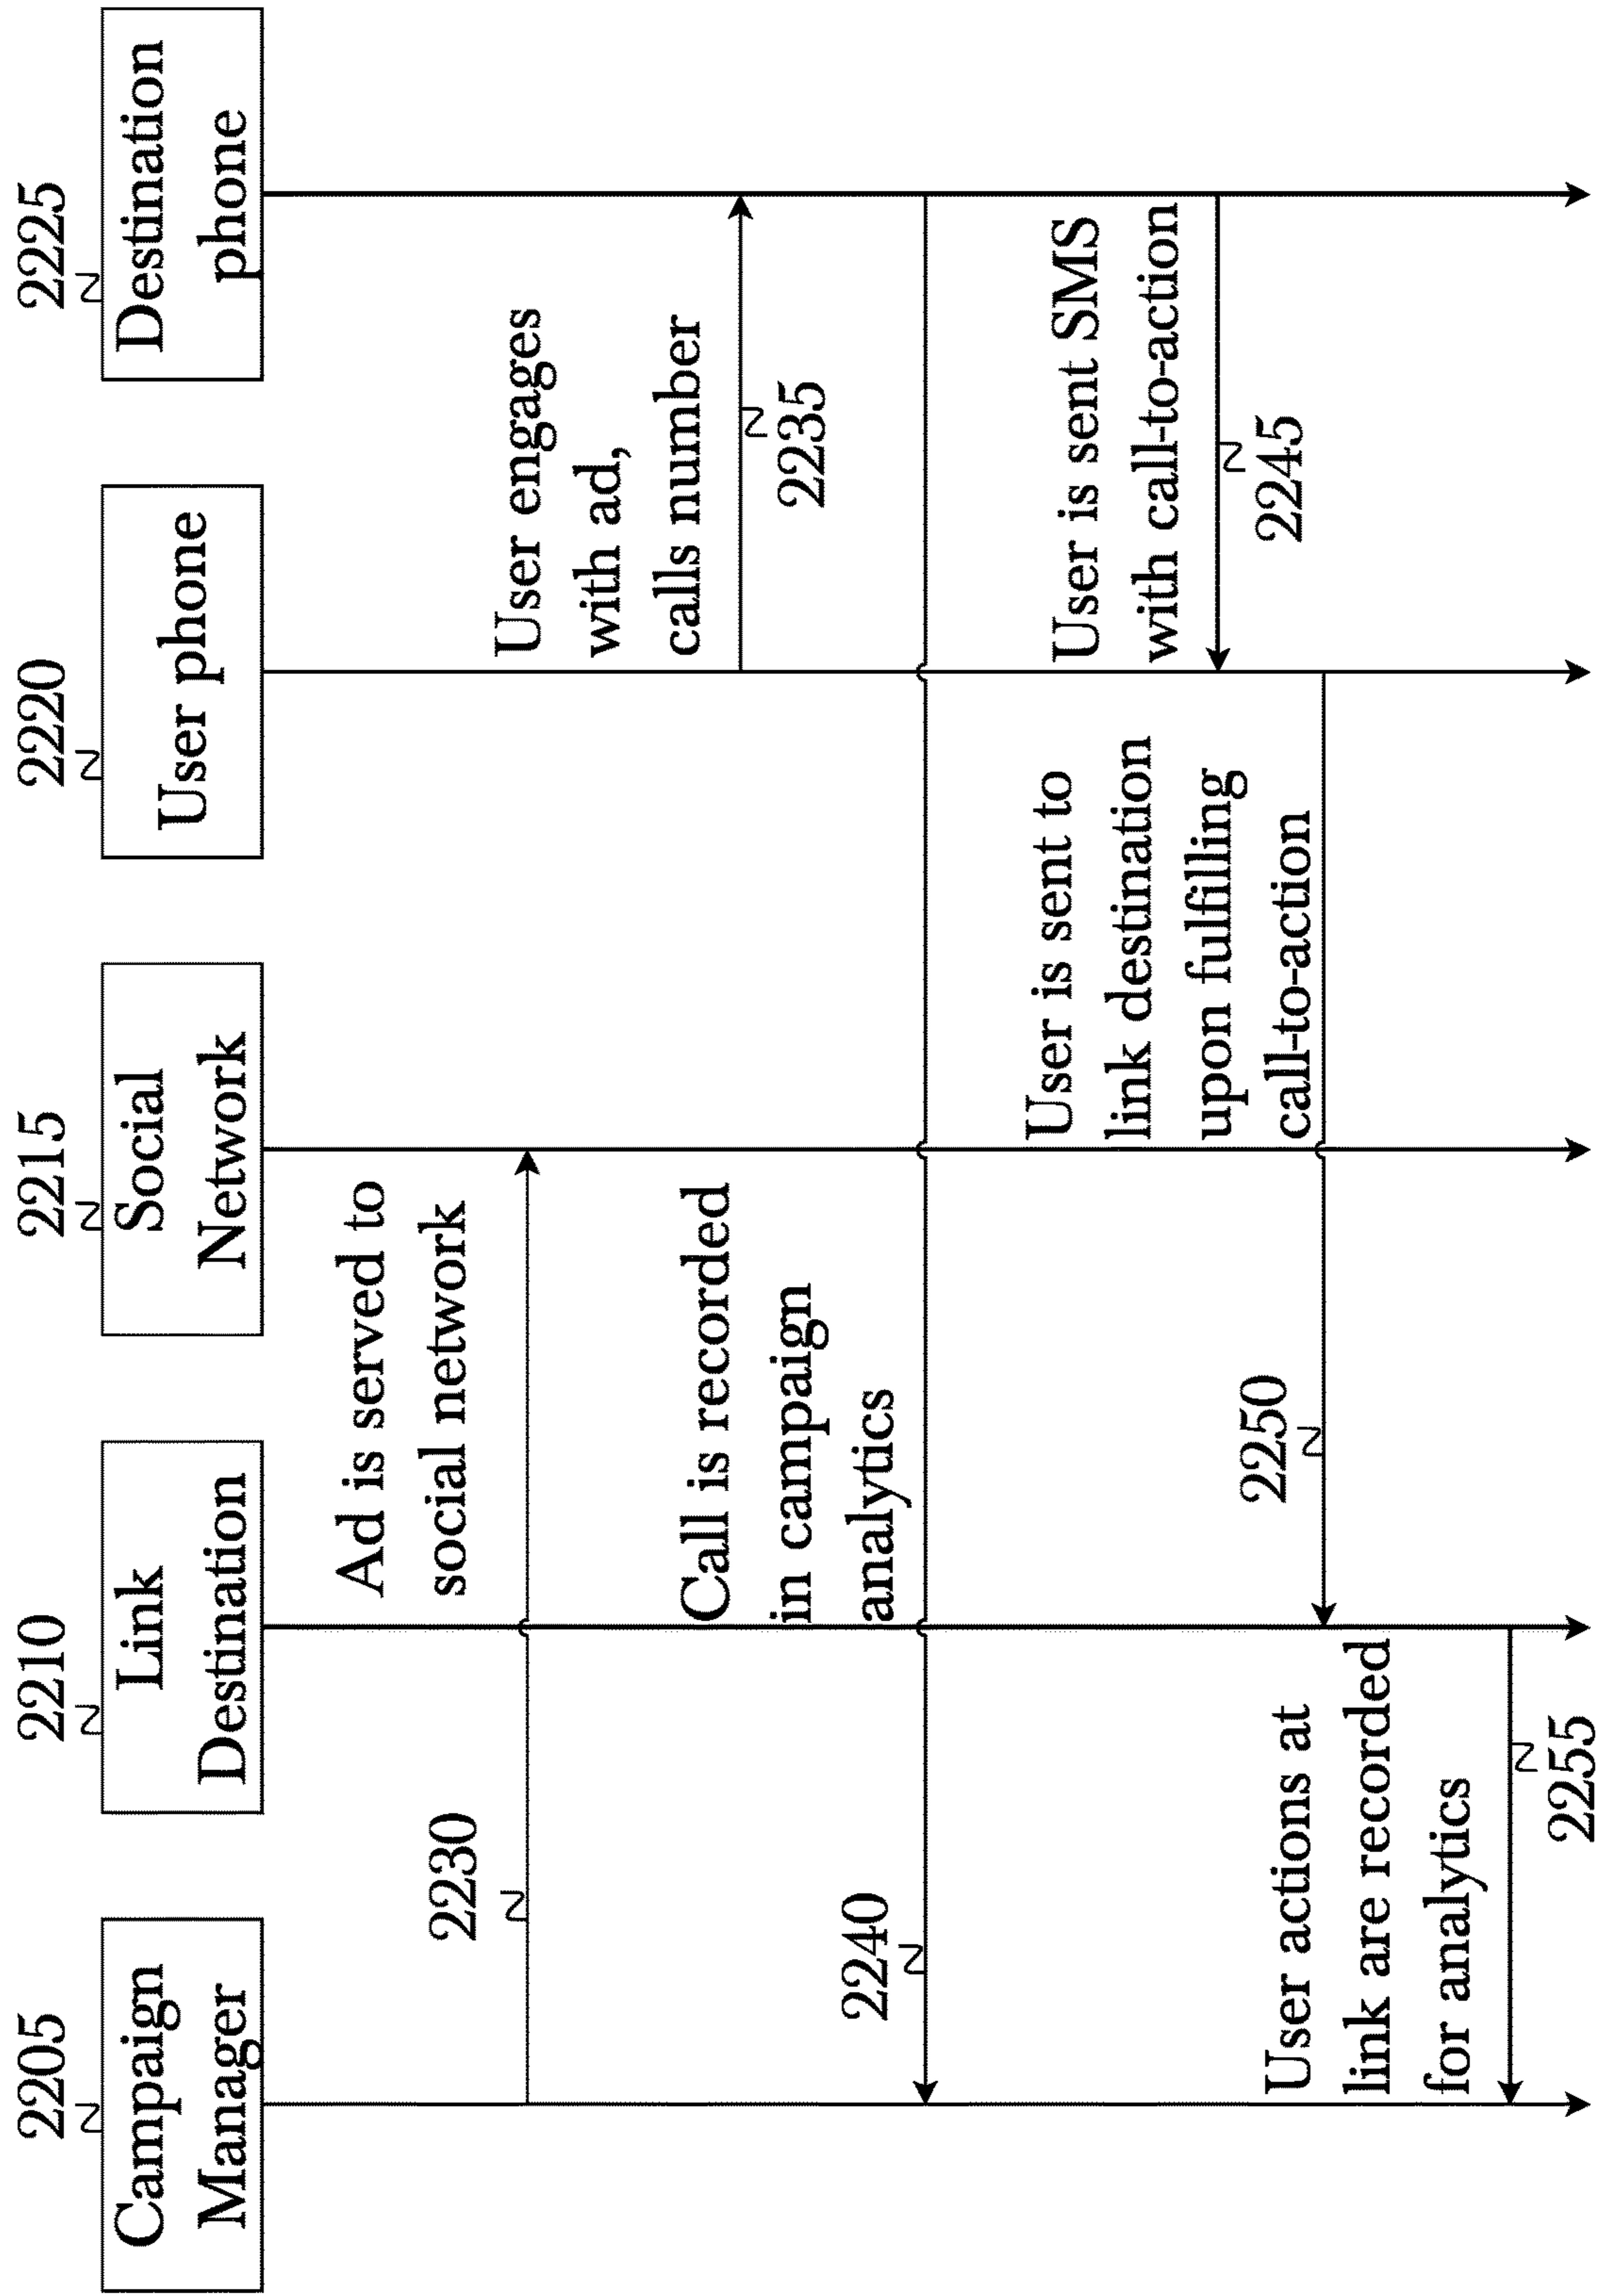 2205
Campaign
Manager
2210
Link
Destination
2215
Social
Network
2220
User phone
2225
Destination
phone
Ad is served to
social network
2230
User engages
with ad,
calls number
2235
Call is recorded
in campaign
analytics
2240
User is sent SMS
with call-to-action
2245
User is sent to
link destination
upon fulfilling
call-to-action
2250
User actions at
link are recorded
for analytics
2255